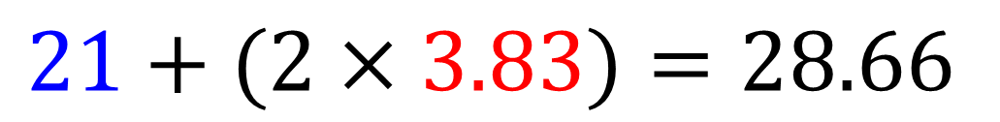 21 + (2 × 3.83) = 28.66